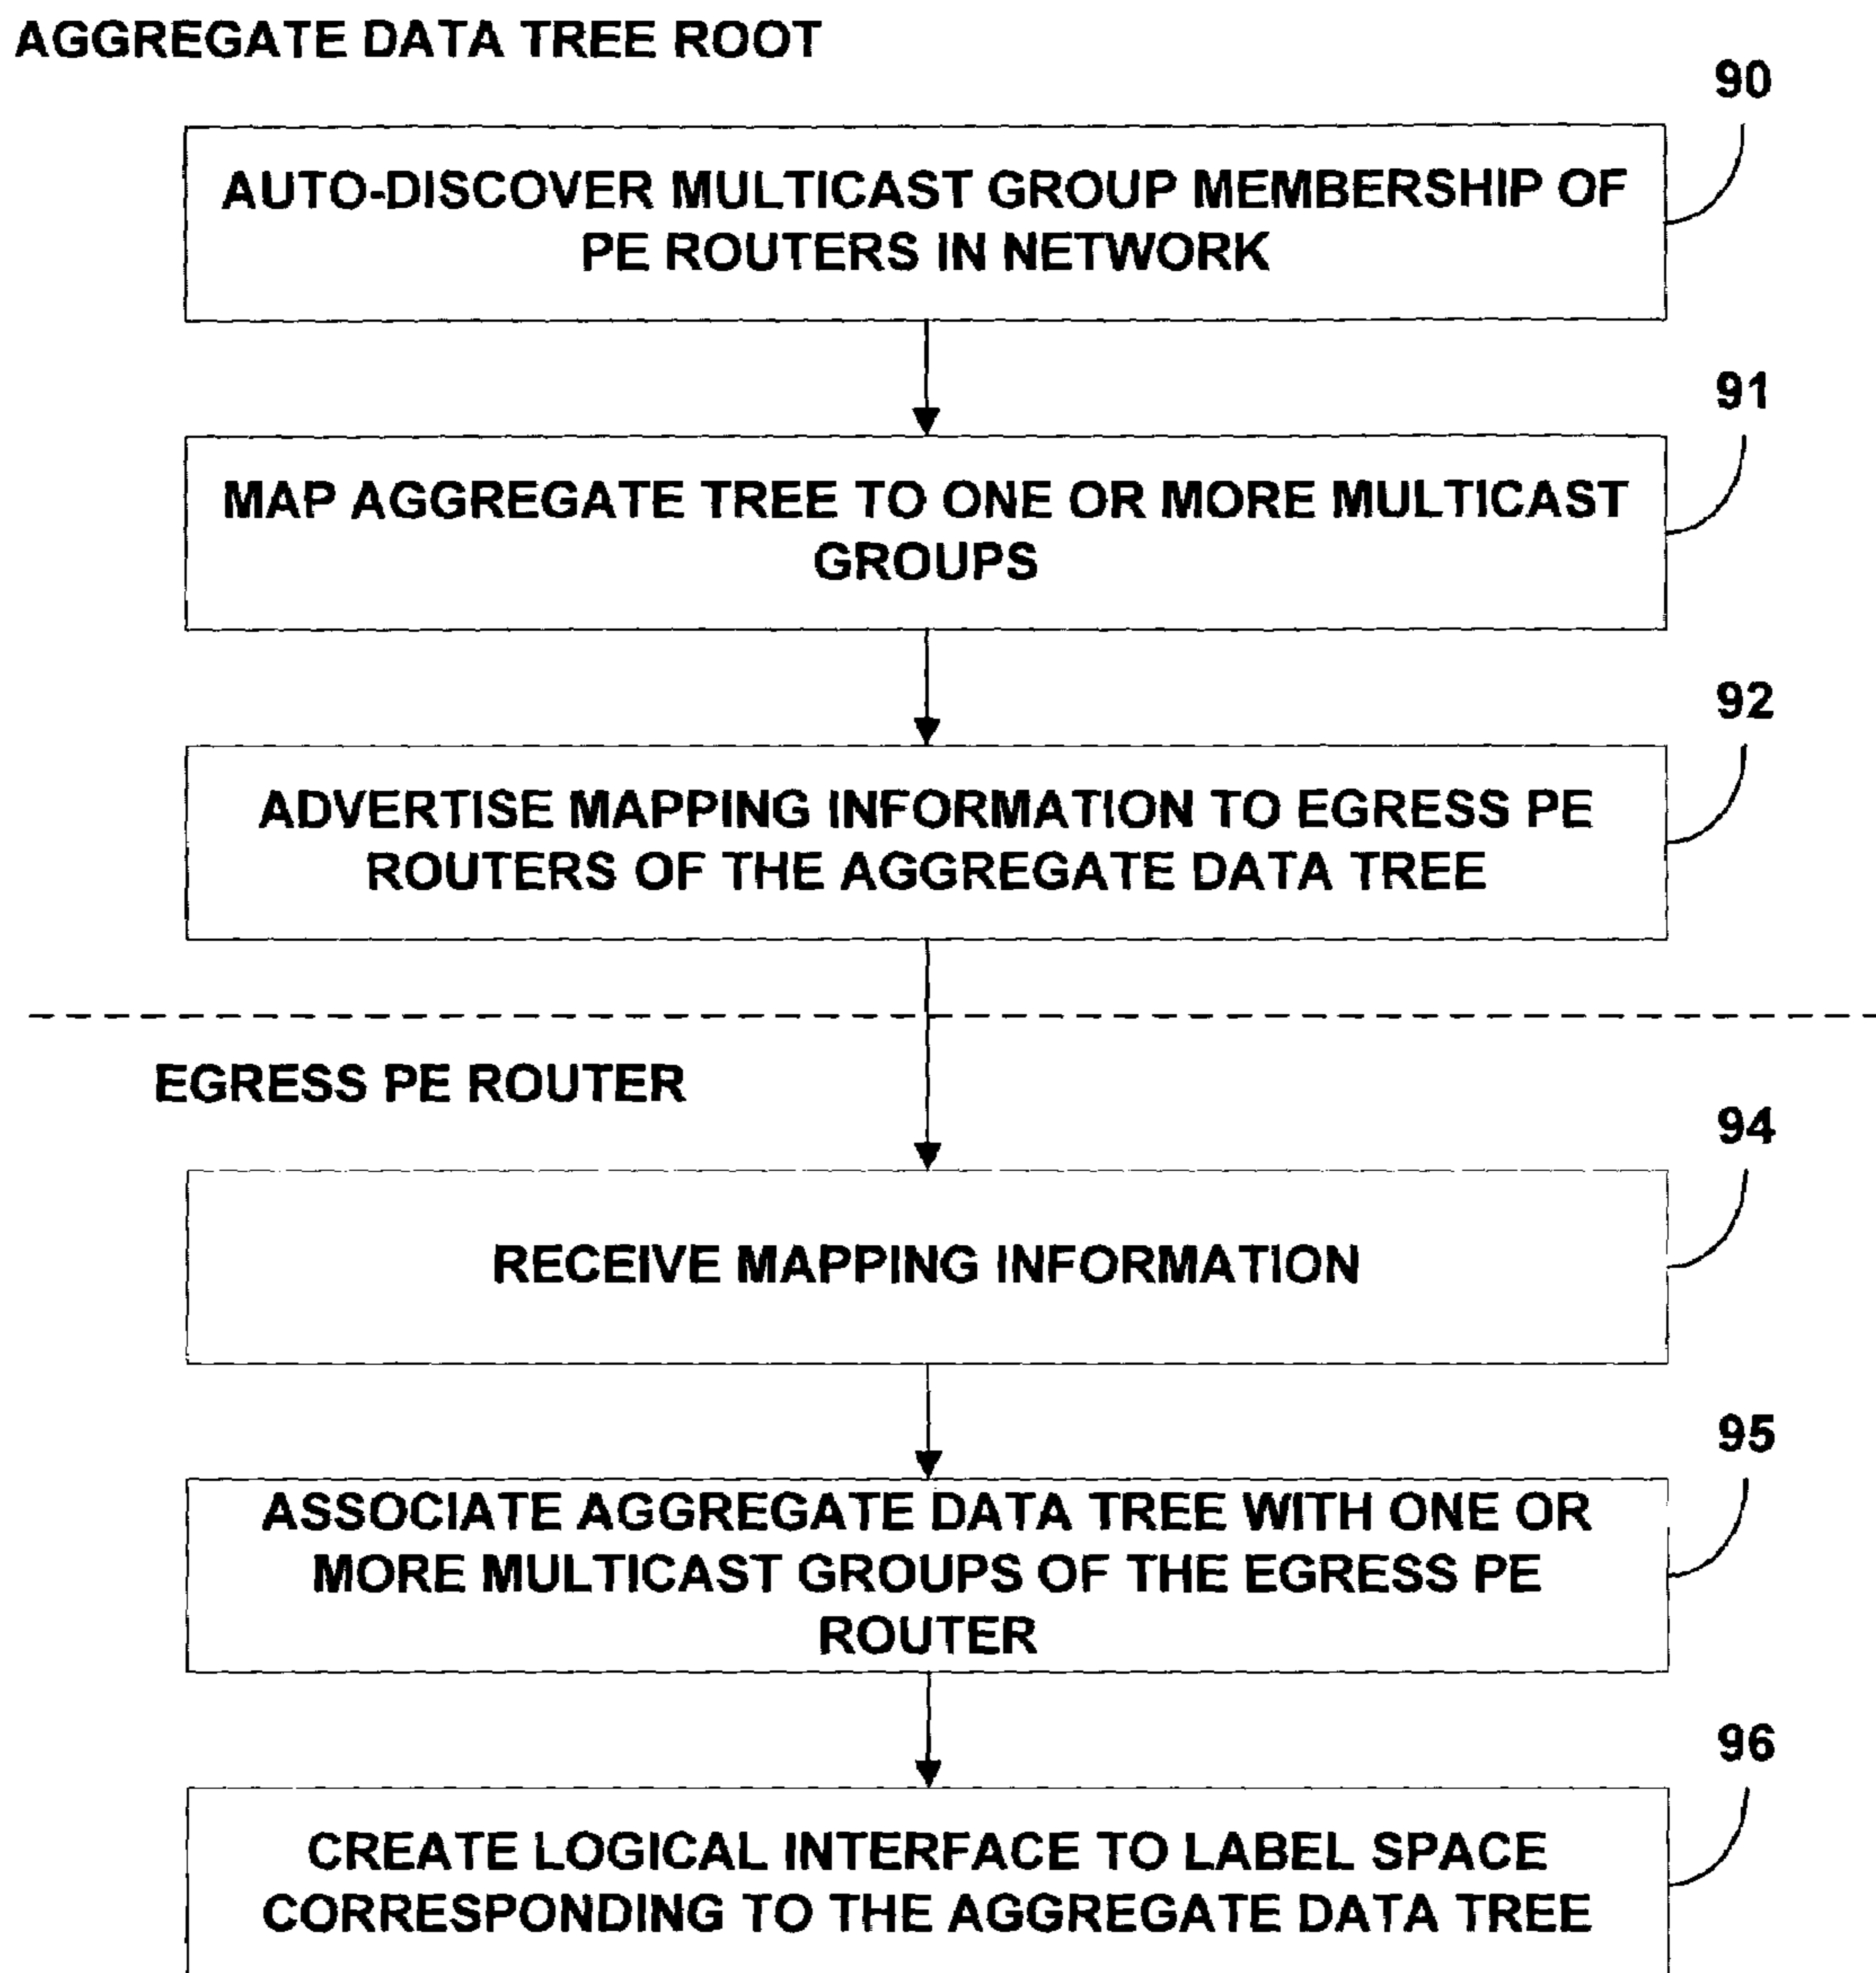 AGGREGATE DATA TREE ROOT
90
AUTO-DISCOVER MULTICAST GROUP MEMBERSHIP OF
PE ROUTERS IN NETWORK
91
MAP AGGREGATE TREE TO ONE OR MORE MULTICAST
GROUPS
92
ADVERTISE MAPPING INFORMATION TO EGRESS PE
ROUTERS OF THE AGGREGATE DATA TREE
EGRESS PE ROUTER
94
RECEIVE MAPPING INFORMATION
95
ASSOCIATE AGGREGATE DATA TREE WITH ONE OR
MORE MULTICAST GROUPS OF THE EGRESS PE
ROUTER
96
CREATE LOGICAL INTERFACE TO LABEL SPACE
CORRESPONDING TO THE AGGREGATE DATA TREE